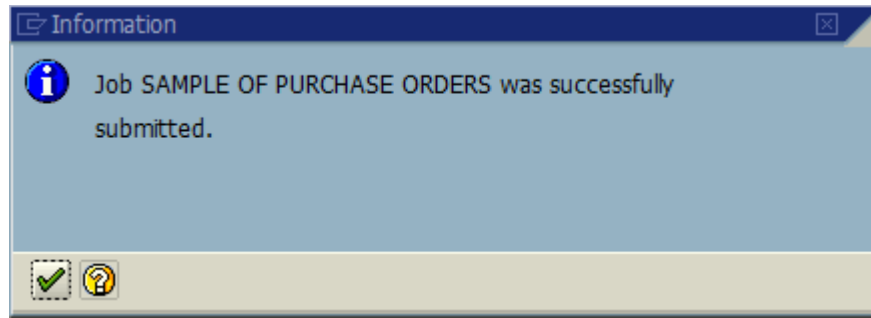 Information
Job SAMPLE OF PURCHASE ORDERS was successfully
submitted.